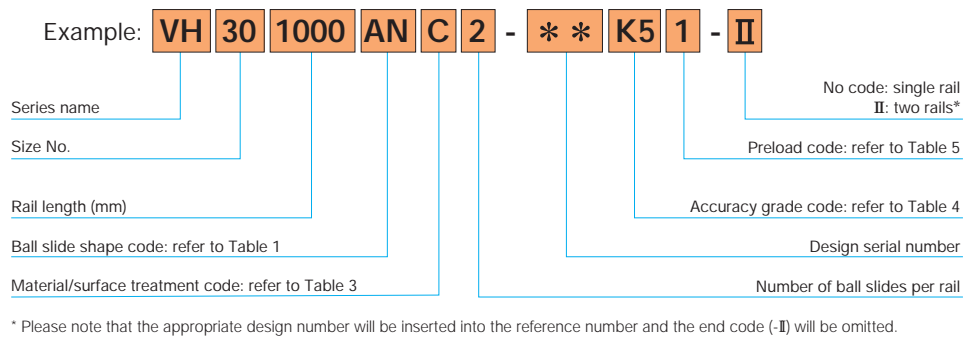 Example: VH 30 1000 AN C 2 - ** K5 1 - Ⅱ
No code: single rail
Series name
Ⅱ: two rails*
Size No.
Preload code: refer to Table 5
Rail length (mm)
Accuracy grade code: refer to Table 4
Ball slide shape code: refer to Table 1
Design serial number
Material/surface treatment code: refer to Table 3
Number of ball slides per rail
* Please note that the appropriate design number will be inserted into the reference number and the end code (-Ⅱ) will be omitted.